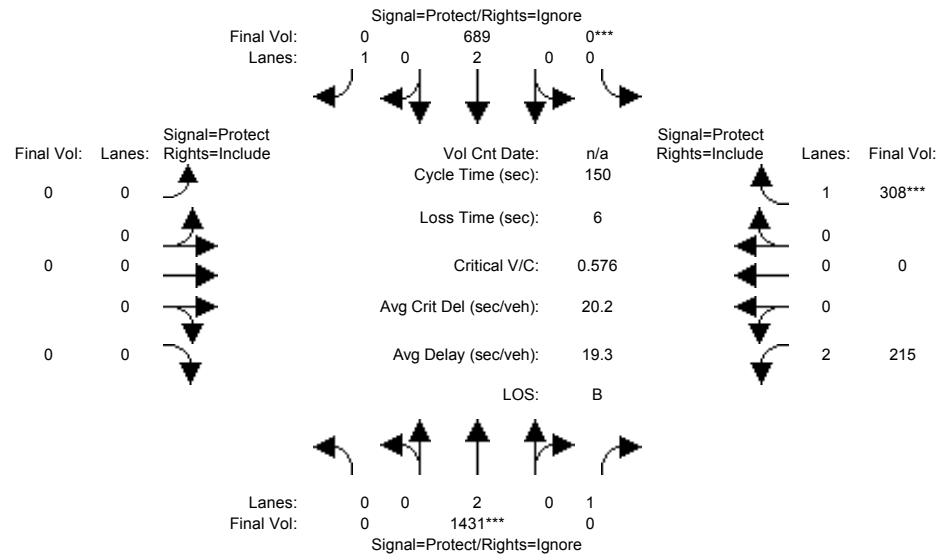 Signal=Protect/Rights=Ignore
Final Vol: 0 689 0***
Lanes: 1 0 2 0 0
Signal=Protect
Final Vol: Lanes: Rights=Include
Vol Cnt Date: n/a
Signal=Protect
Rights=Include Lanes: Final Vol:
Cycle Time (sec): 150
0 0
1 308***
Loss Time (sec): 6
0
0
0 0
Critical V/C: 0.576
0 0
0
Avg Crit Del (sec/veh): 20.2
0
0 0
Avg Delay (sec/veh): 19.3
2 215
LOS: B
Lanes: 0 0 2 0 1
Final Vol: 0 1431*** 0
Signal=Protect/Rights=Ignore